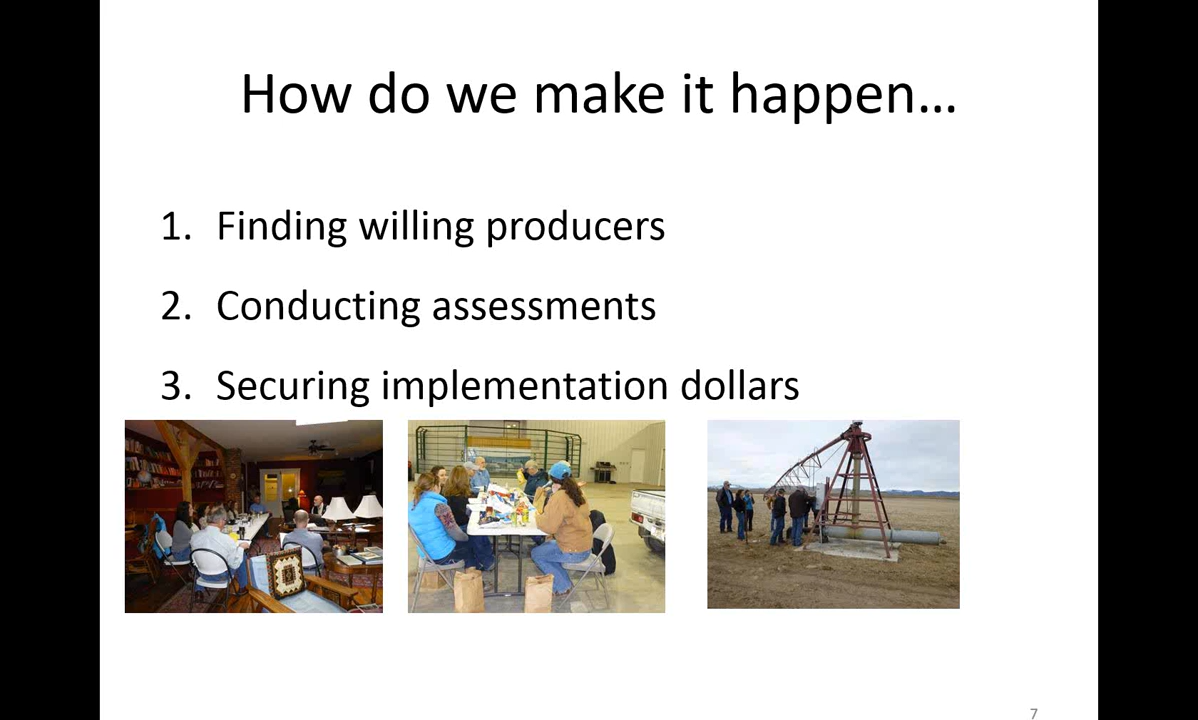 How do we make it happen…
1. Finding willing producers
2. Conducting assessments
3. Securing implementation dollars
7